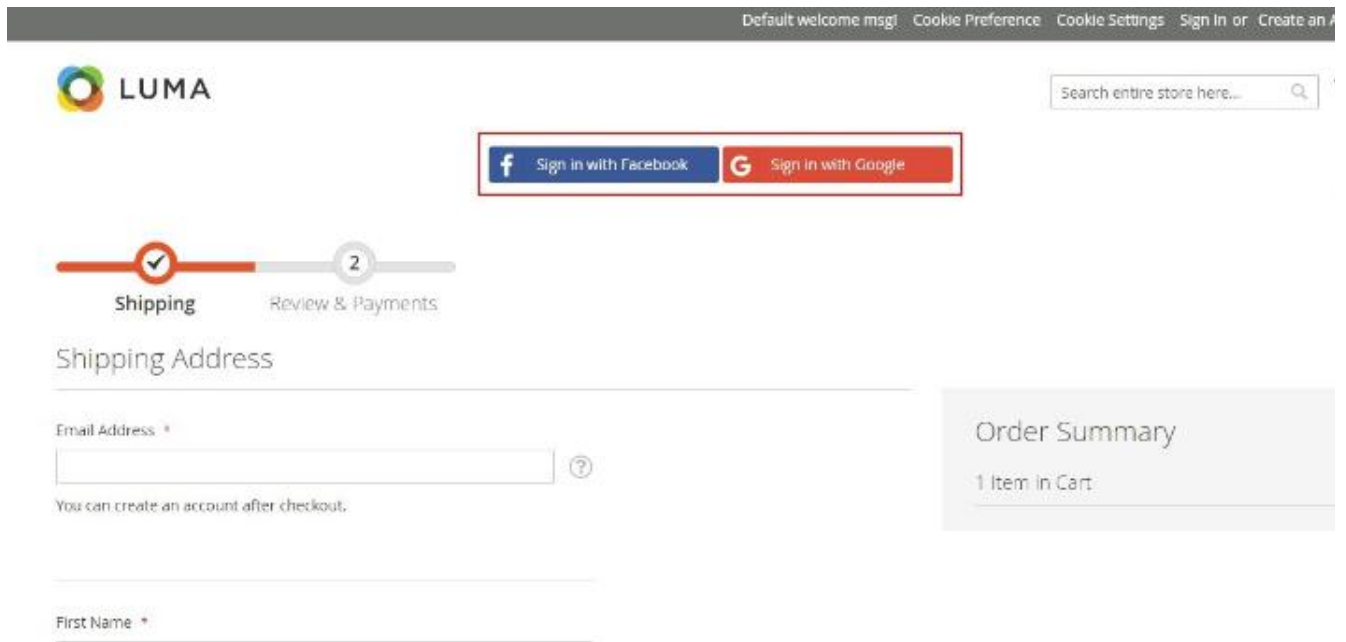 Default welcome msg! Cookie Preference Cookie Settings Sign In or Create an A
LUMA
Search entire store here...
f Sign in with Facebook G Sign in with Google
2
Shipping Review & Payments
Shipping Address
Email Address *
?
You can create an account after checkout.
Order Summary
1 Item in Cart
First Name *